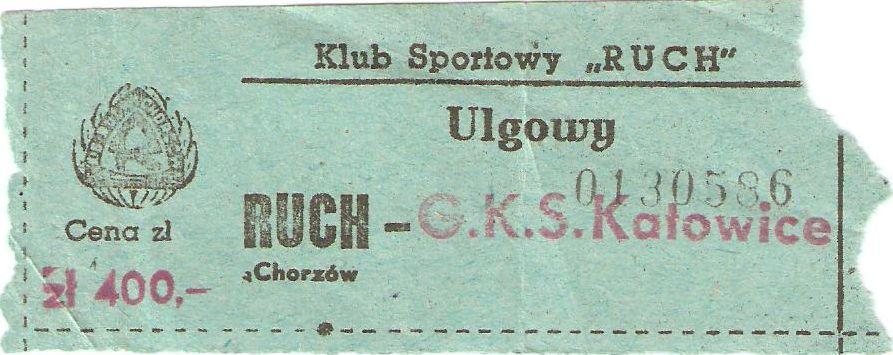 Klub Sportowy „RUCH"
Ulgowy
0130586
RUCH - G.K.S. Katowice
Chorzów
Cena zł
zł 400,-